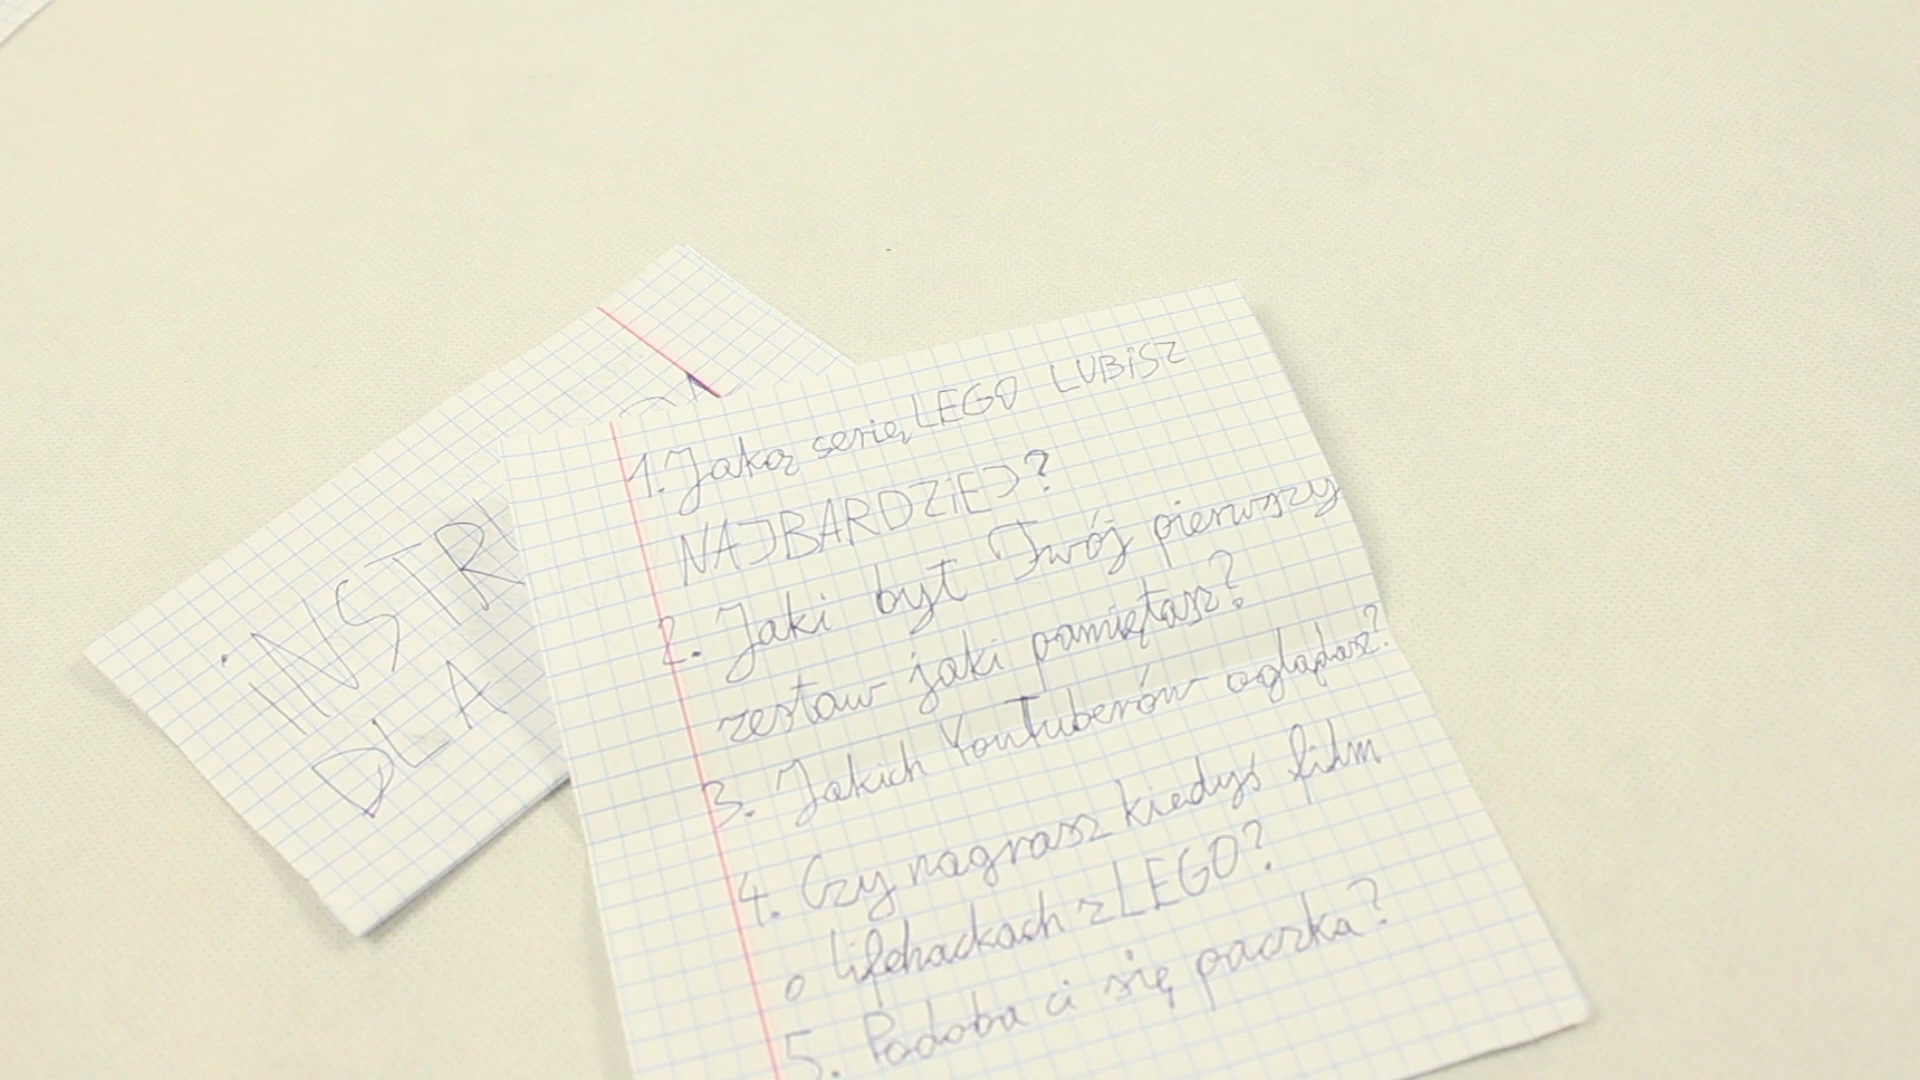 1. Jaką serię LEGO LUBiSZ
NAJBARDZiEJ?
2. Jaki był Twój pierwszy
zestaw jaki pamiętasz?
3. Jakich YouTuberów oglądasz?
4. Czy nagrasz kiedyś film
o lifehackach z LEGO?
5. Podoba ci się paczka?
iNSTR
DLA